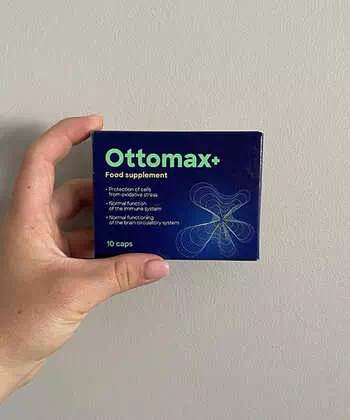 Ottomax+
Food supplement
• Protection of cells
from oxidative stress
• Normal function
of the immune system
• Normal functioning
of the brain circulatory system
10 caps